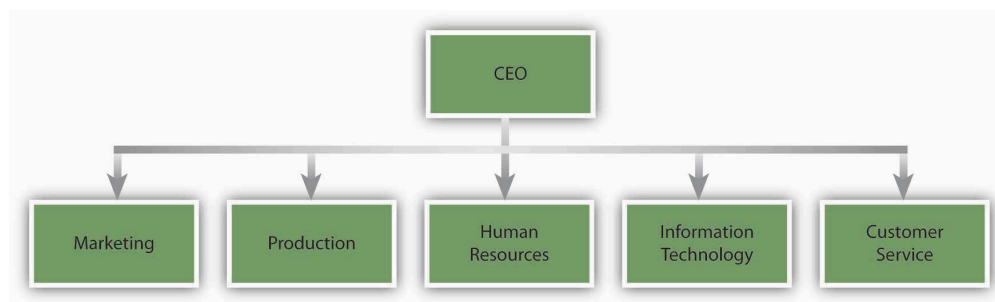 CEO
Marketing
Production
Human
Resources
Information
Technology
Customer
Service